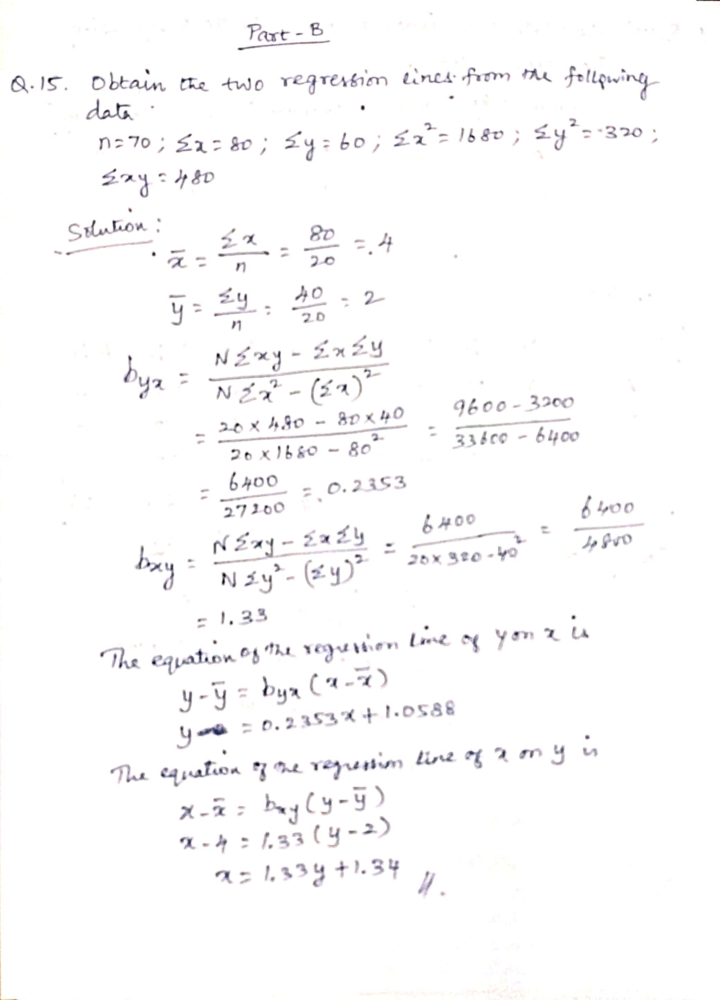 Part - B
Q.15. Obtain the two regression lines from the following
data
n=70; Σx=80; Σy=60; Σx²=1680; Σy²=-320;
Σxy=480
Solution:
x̄ = Σx/n = 80/20 = 4
ȳ = Σy/n = 40/20 = 2
byx = (NΣxy - ΣxΣy)/(NΣx² - (Σx)²)
= (20×480 - 80×40)/(20×1680 - 80²) = (9600-3200)/(33600-6400)
= 6400/27200 = 0.2353
bxy = (NΣxy - ΣxΣy)/(NΣy² - (Σy)²) = 6400/(20×320-40²) = 6400/4800
= 1.33
The equation of the regression line of y on x is
y-ȳ = byx (x-x̄)
y = 0.2353x + 1.0588
The equation of the regression line of x on y is
x-x̄ = bxy(y-ȳ)
x-4 = 1.33(y-2)
x = 1.33y+1.34 //.